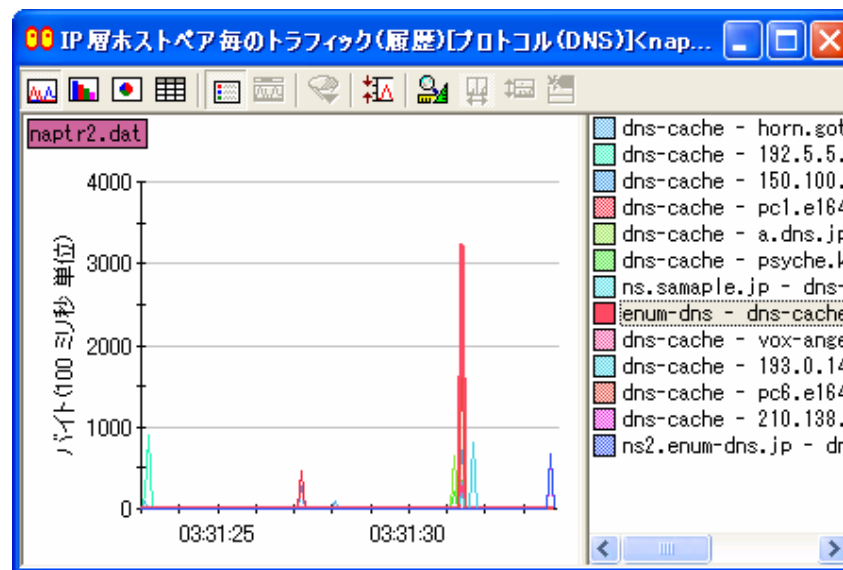 IP 層ホストペア毎のトラフィック(履歴)[プロトコル(DNS)]<nap...
naptr2.dat
バイト(100 ミリ秒 単位)
4000
3000
2000
1000
0
03:31:25
03:31:30
dns-cache - horn.got
dns-cache - 192.5.5.
dns-cache - 150.100.
dns-cache - pc1.e164
dns-cache - a.dns.jp
dns-cache - psyche.k
ns.samaple.jp - dns-
enum-dns - dns-cache
dns-cache - vox-ange
dns-cache - 193.0.14
dns-cache - pc6.e164
dns-cache - 210.138.
ns2.enum-dns.jp - dn